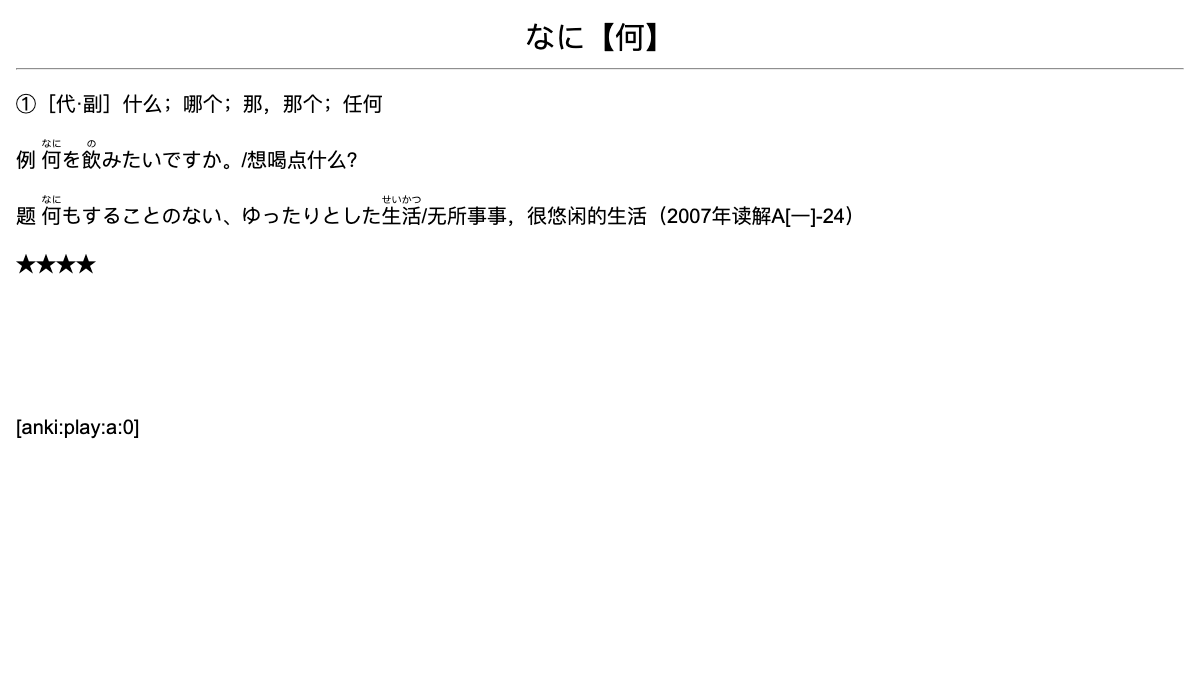 なに【何】
①［代·副］什么；哪个；那，那个；任何
なに の
例 何を飲みたいですか。/想喝点什么?
なに せいかつ
题 何もすることのない、ゆったりとした生活/无所事事，很悠闲的生活（2007年读解A[一]-24）
★★★★
[anki:play:a:0]